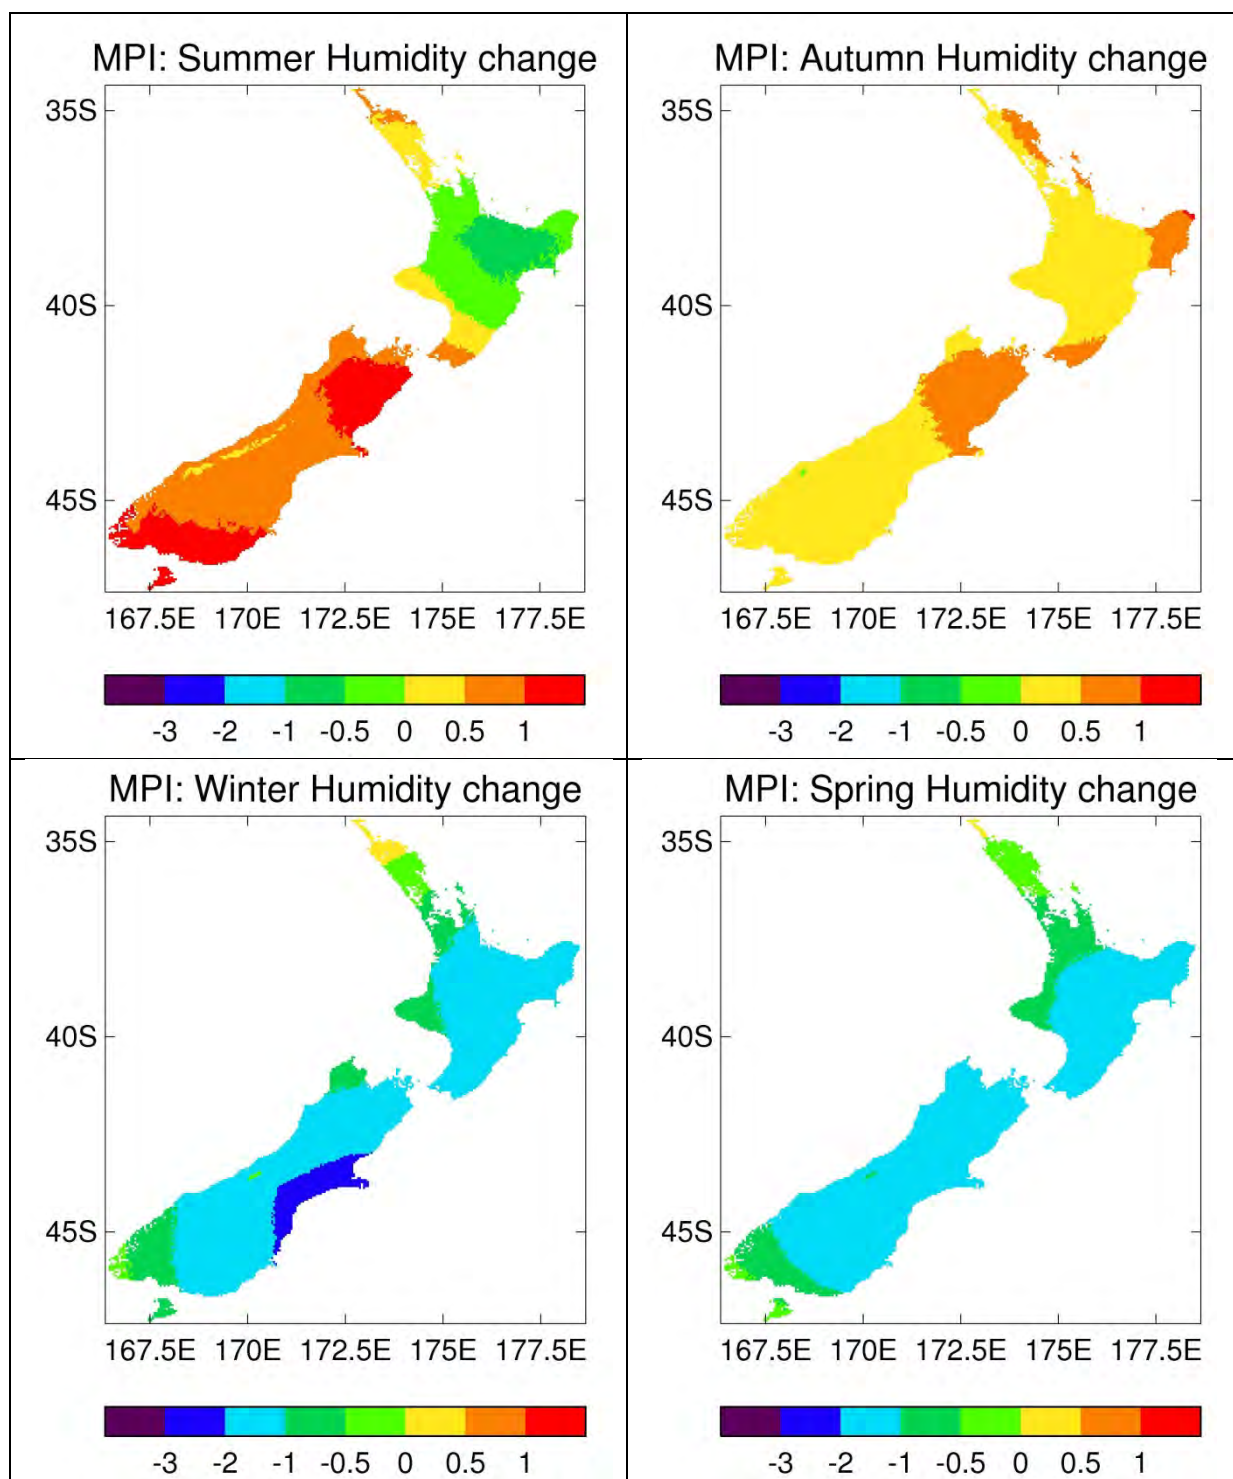 MPI: Summer Humidity change
35S
40S
45S
167.5E 170E 172.5E 175E 177.5E
-3 -2 -1 -0.5 0 0.5 1
MPI: Autumn Humidity change
35S
40S
45S
167.5E 170E 172.5E 175E 177.5E
-3 -2 -1 -0.5 0 0.5 1
MPI: Winter Humidity change
35S
40S
45S
167.5E 170E 172.5E 175E 177.5E
-3 -2 -1 -0.5 0 0.5 1
MPI: Spring Humidity change
35S
40S
45S
167.5E 170E 172.5E 175E 177.5E
-3 -2 -1 -0.5 0 0.5 1